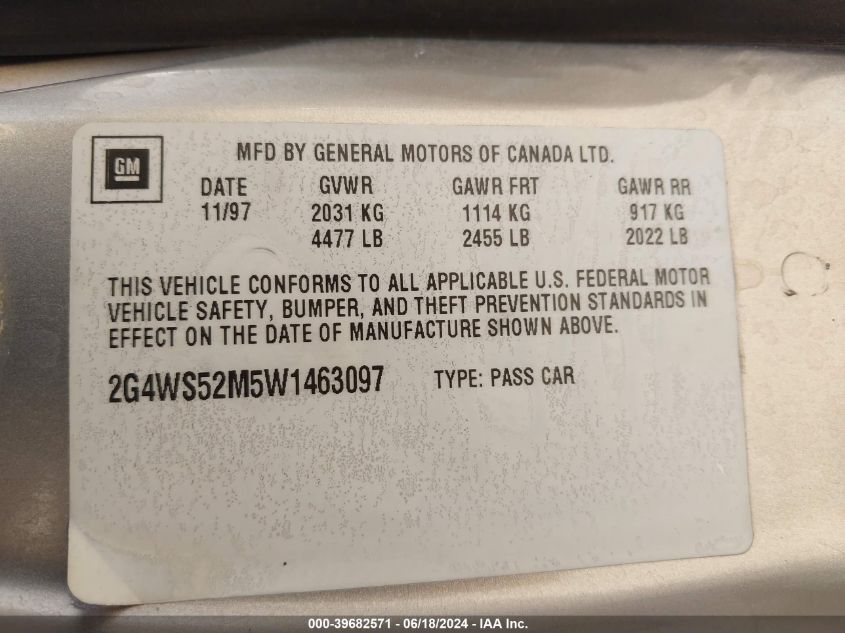 GM
MFD BY GENERAL MOTORS OF CANADA LTD.
DATE GVWR GAWR FRT GAWR RR
11/97 2031 KG 1114 KG 917 KG
4477 LB 2455 LB 2022 LB
THIS VEHICLE CONFORMS TO ALL APPLICABLE U.S. FEDERAL MOTOR
VEHICLE SAFETY, BUMPER, AND THEFT PREVENTION STANDARDS IN
EFFECT ON THE DATE OF MANUFACTURE SHOWN ABOVE.
2G4WS52M5W1463097 TYPE: PASS CAR
000-39682571 - 06/18/2024 - IAA Inc.